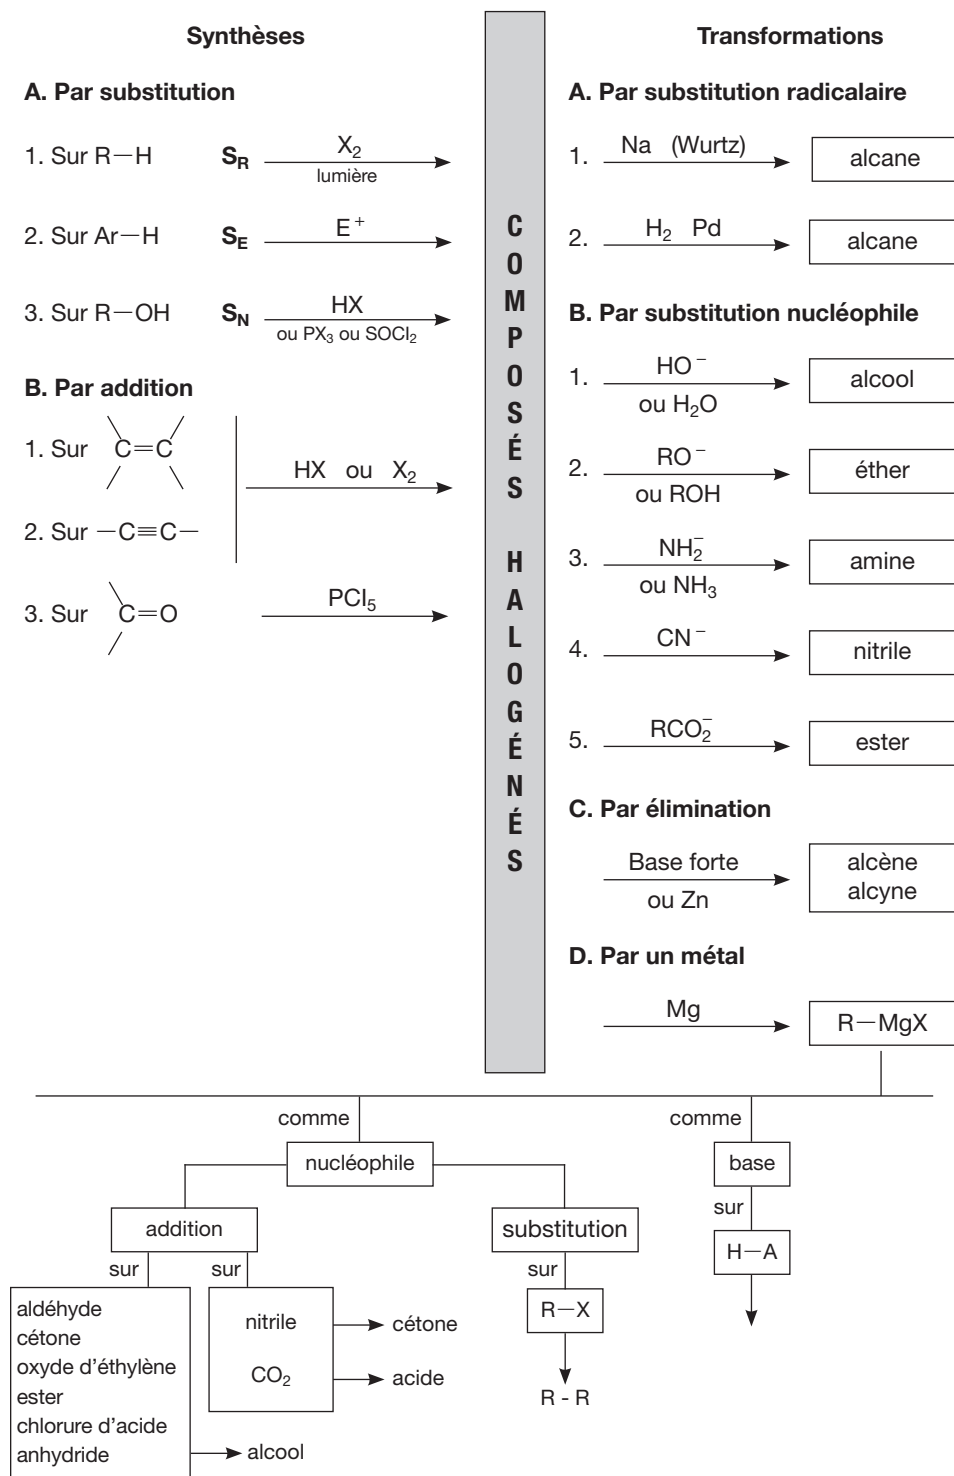 Synthèses
A. Par substitution
1. Sur R—H S_R X₂
lumière
2. Sur Ar—H S_E E⁺
3. Sur R—OH S_N HX
ou PX₃ ou SOCl₂
B. Par addition
1. Sur C=C
HX ou X₂
2. Sur —C≡C—
3. Sur C=O PCl₅
COMPOSÉS HALOGÉNÉS
Transformations
A. Par substitution radicalaire
1. Na (Wurtz) alcane
2. H₂ Pd alcane
B. Par substitution nucléophile
1. HO⁻ alcool
ou H₂O
2. RO⁻ éther
ou ROH
3. NH₂⁻ amine
ou NH₃
4. CN⁻ nitrile
5. RCO₂⁻ ester
C. Par élimination
Base forte alcène
ou Zn alcyne
D. Par un métal
Mg R—MgX
comme comme
nucléophile base
addition substitution sur
sur sur sur H—A
aldéhyde
cétone
oxyde d'éthylène
ester
chlorure d'acide
anhydride alcool
nitrile cétone
CO₂ acide
R—X
R - R